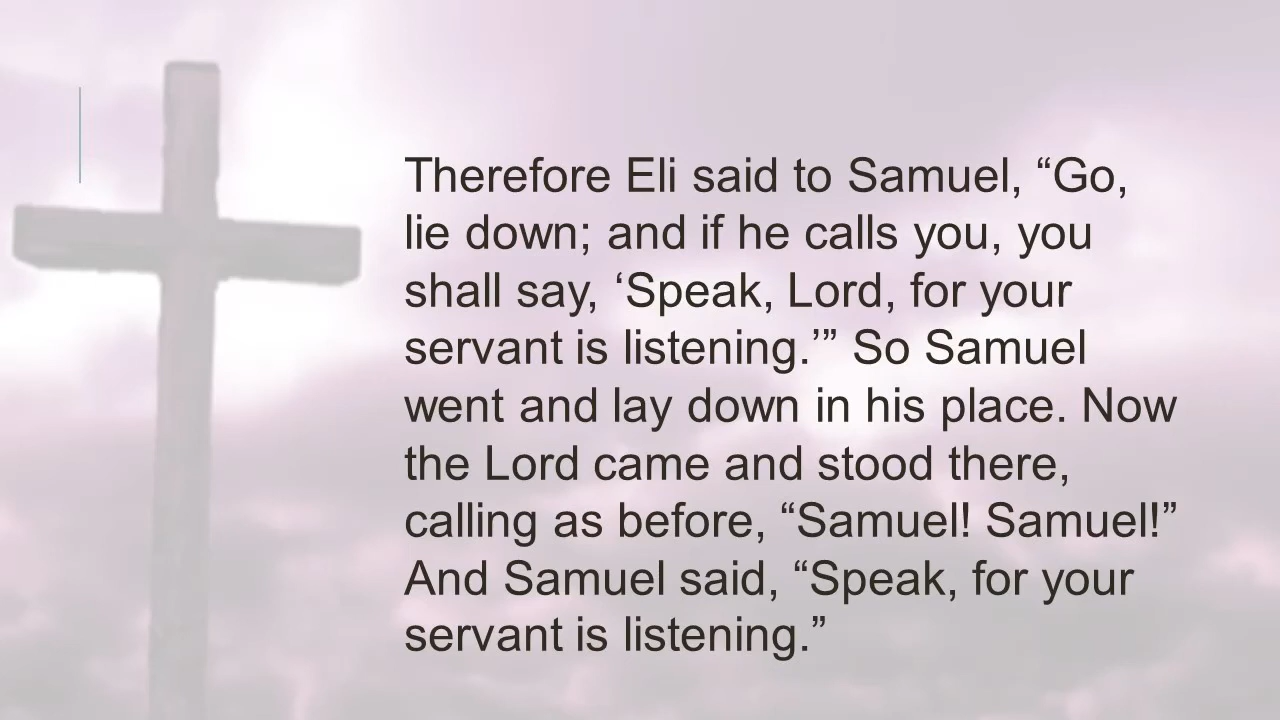 Therefore Eli said to Samuel, “Go,
lie down; and if he calls you, you
shall say, ‘Speak, Lord, for your
servant is listening.’” So Samuel
went and lay down in his place. Now
the Lord came and stood there,
calling as before, “Samuel! Samuel!”
And Samuel said, “Speak, for your
servant is listening.”